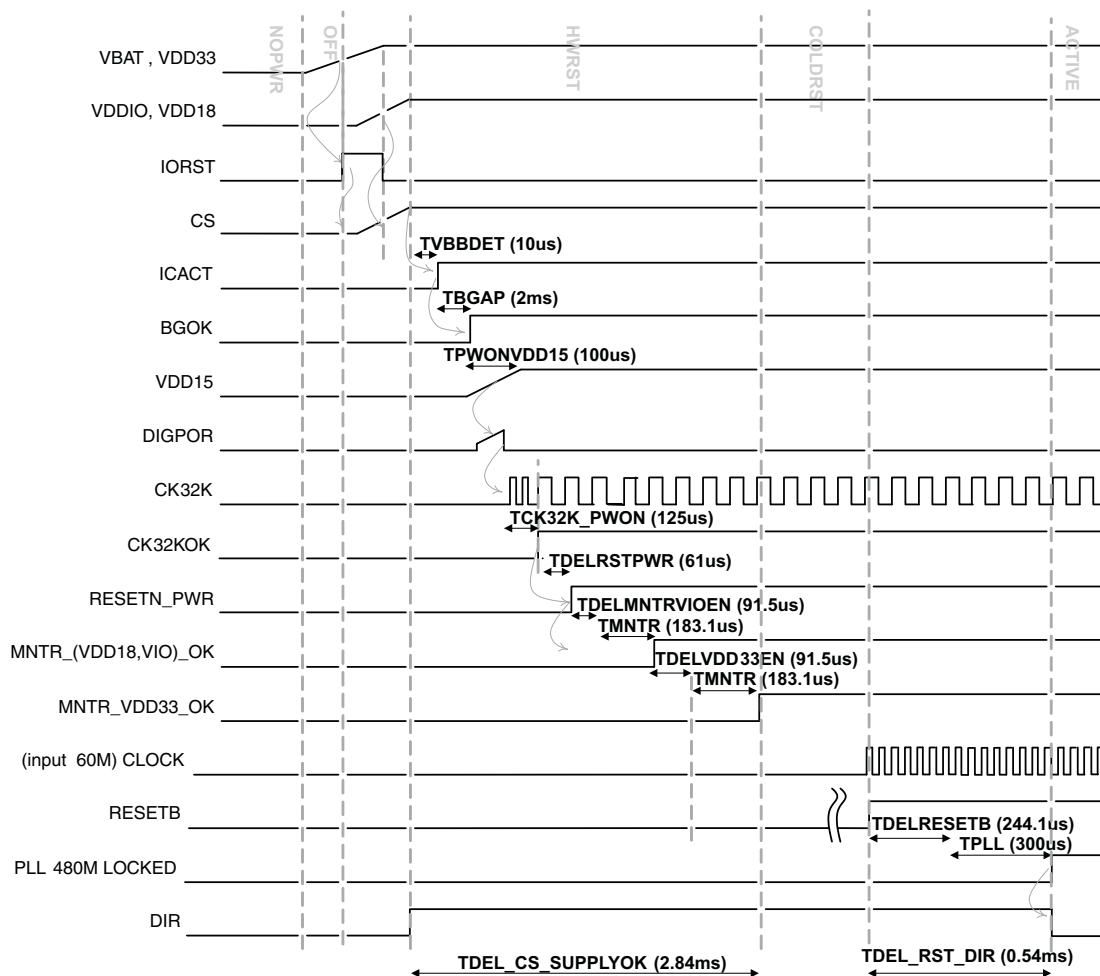 NOPWR
OFF
HWRST
COLDRST
ACTIVE
VBAT , VDD33
VDDIO, VDD18
IORST
CS
TVBBDET (10us)
ICACT
TBGAP (2ms)
BGOK
TPWONVDD15 (100us)
VDD15
DIGPOR
CK32K
TCK32K_PWON (125us)
CK32KOK
TDELRSTPWR (61us)
RESETN_PWR
TDELMNTRVIOEN (91.5us)
TMNTR (183.1us)
MNTR_(VDD18,VIO)_OK
TDELVDD33EN (91.5us)
TMNTR (183.1us)
MNTR_VDD33_OK
(input 60M) CLOCK
RESETB
TDELRESETB (244.1us)
TPLL (300us)
PLL 480M LOCKED
DIR
TDEL_CS_SUPPLYOK (2.84ms)
TDEL_RST_DIR (0.54ms)